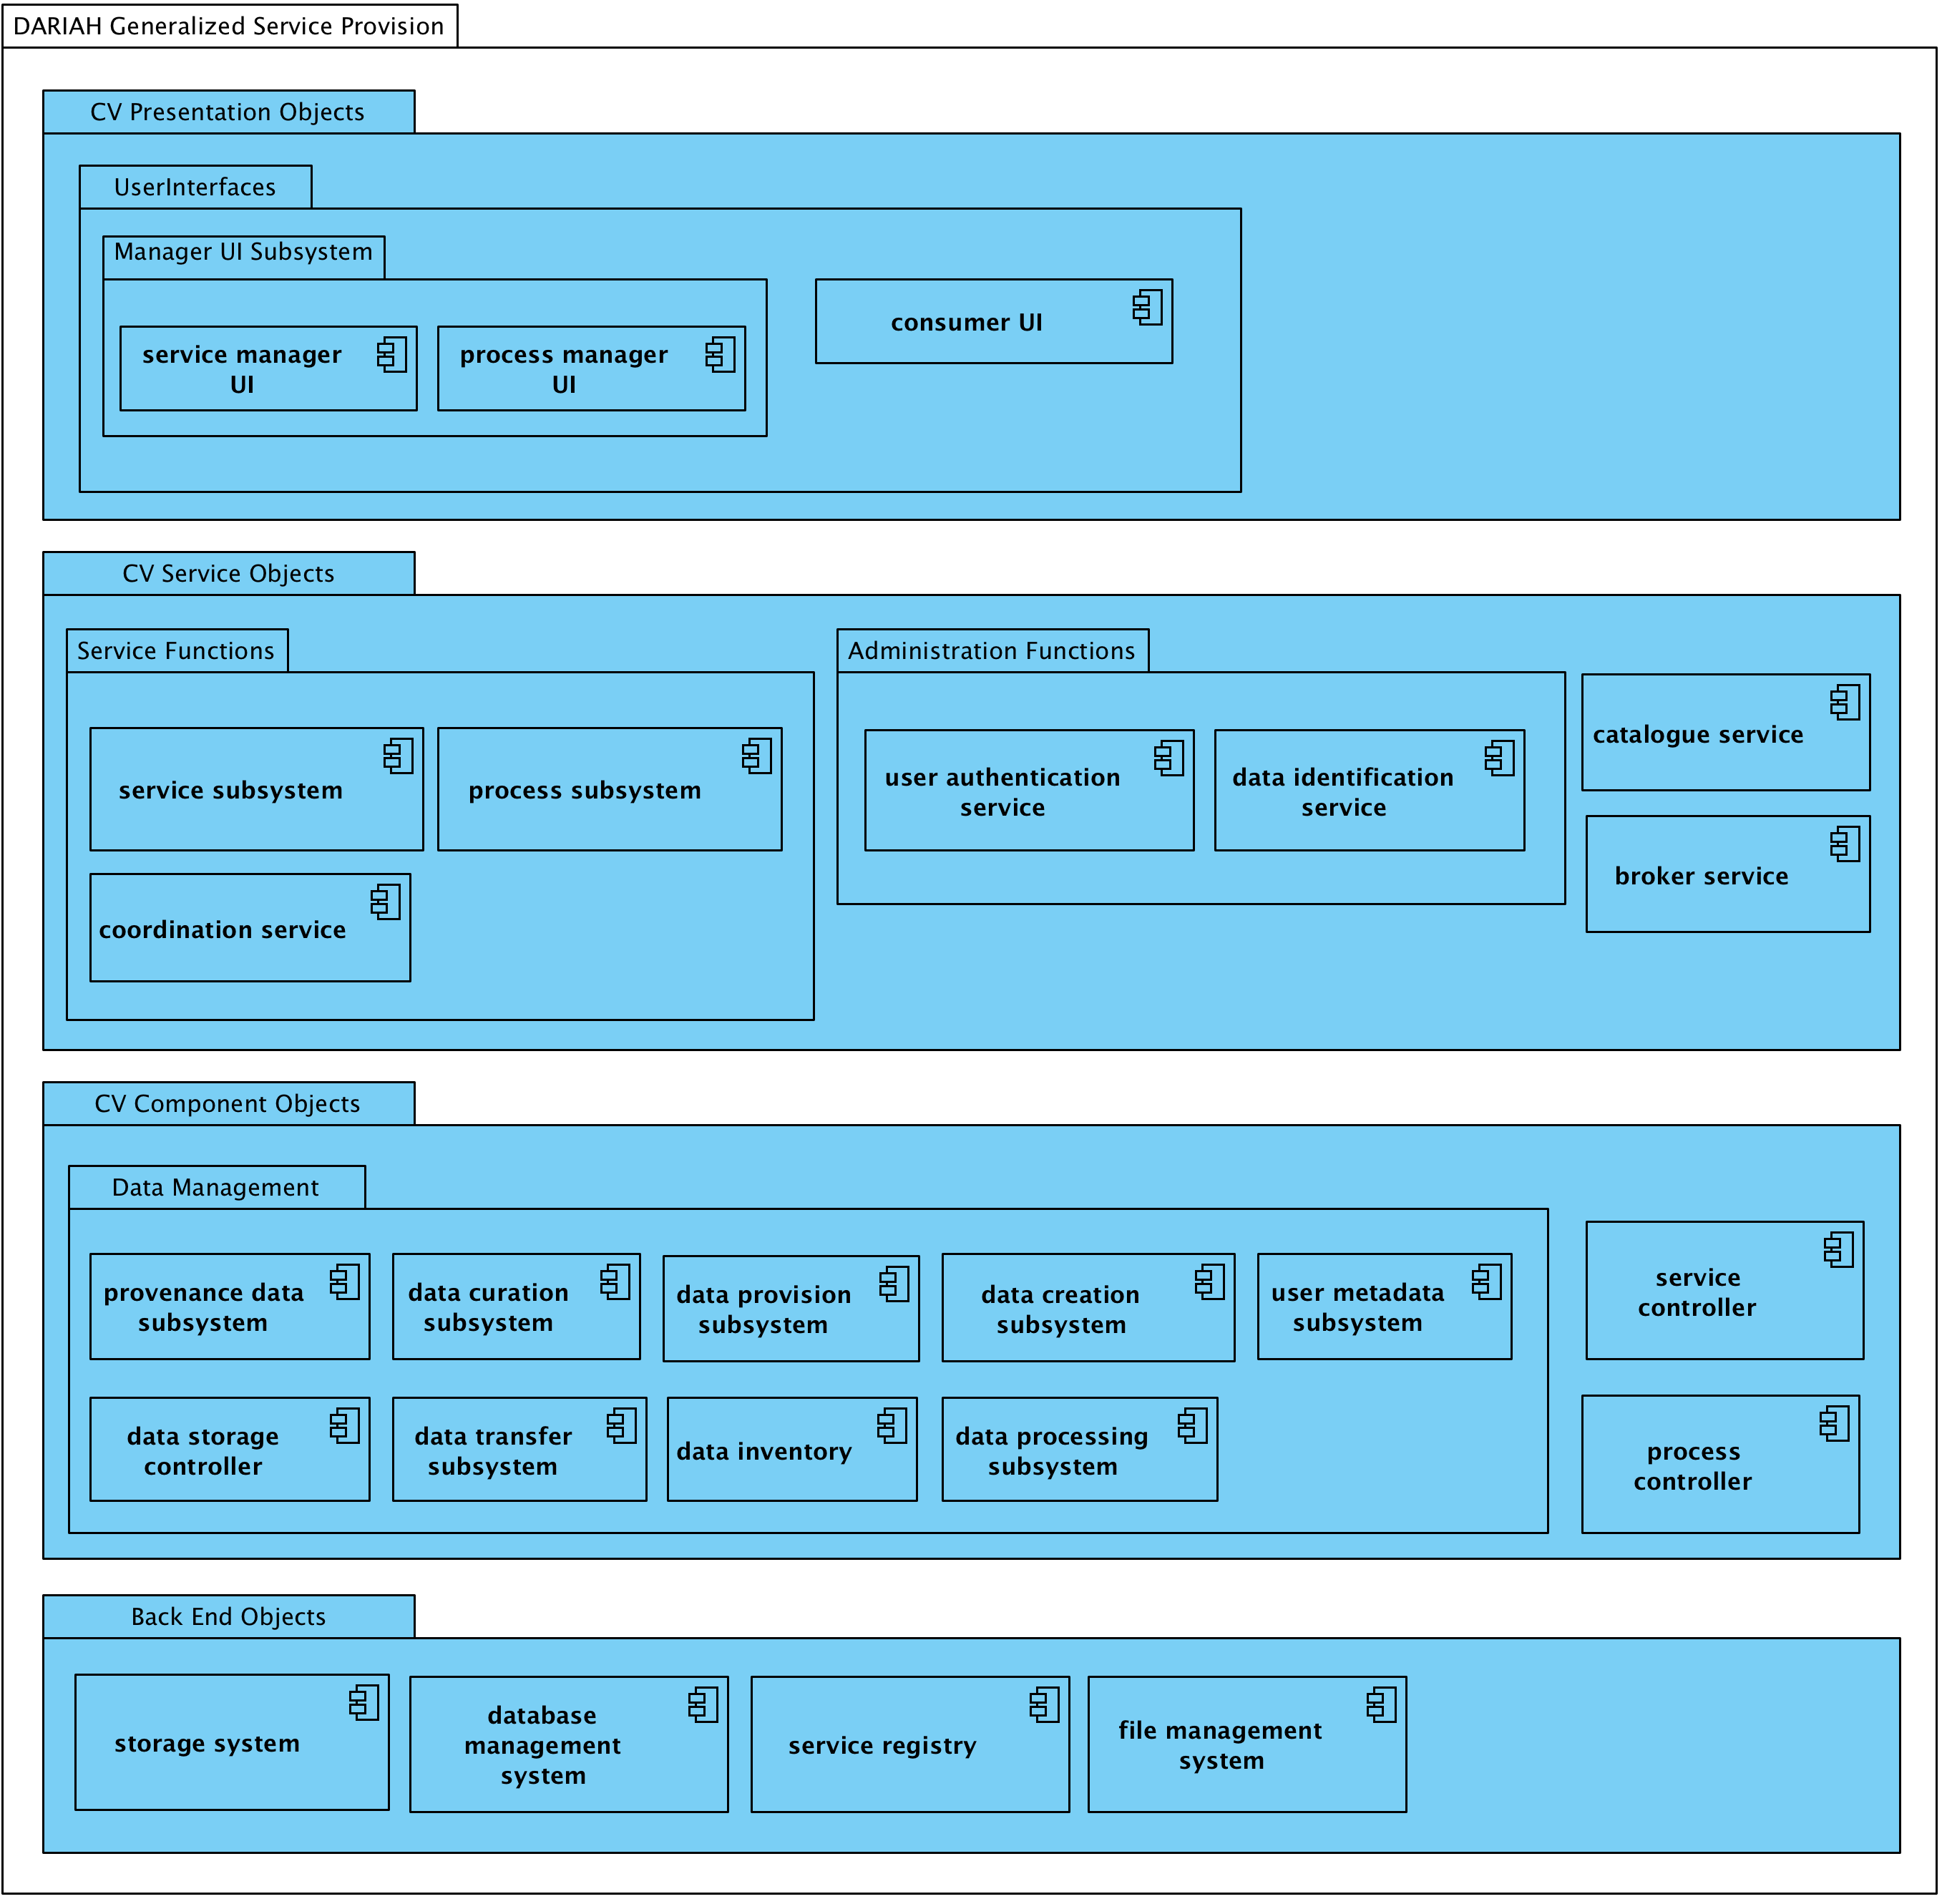 DARIAH Generalized Service Provision
CV Presentation Objects
UserInterfaces
Manager UI Subsystem
service manager
UI
process manager
UI
consumer UI
CV Service Objects
Service Functions
service subsystem
process subsystem
coordination service
Administration Functions
user authentication
service
data identification
service
catalogue service
broker service
CV Component Objects
Data Management
provenance data
subsystem
data curation
subsystem
data provision
subsystem
data creation
subsystem
user metadata
subsystem
data storage
controller
data transfer
subsystem
data inventory
data processing
subsystem
service
controller
process
controller
Back End Objects
storage system
database
management
system
service registry
file management
system